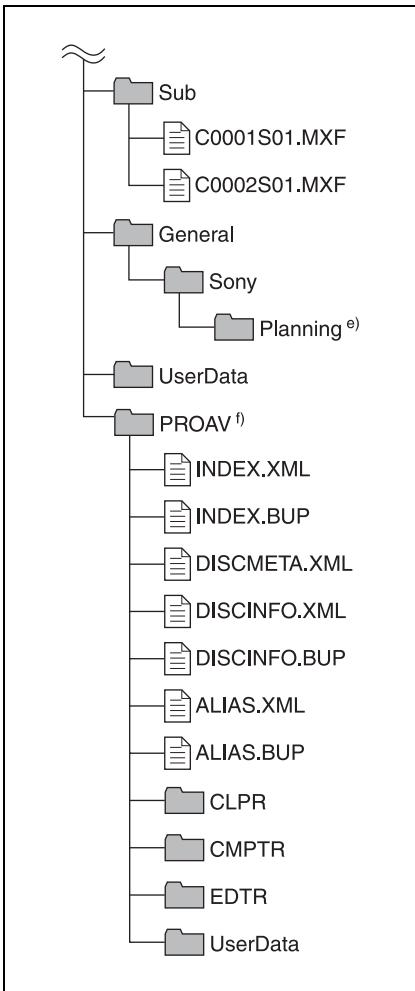 Sub
C0001S01.MXF
C0002S01.MXF
General
Sony
Planning e)
UserData
PROAV f)
INDEX.XML
INDEX.BUP
DISCMETA.XML
DISCINFO.XML
DISCINFO.BUP
ALIAS.XML
ALIAS.BUP
CLPR
CMPTR
EDTR
UserData